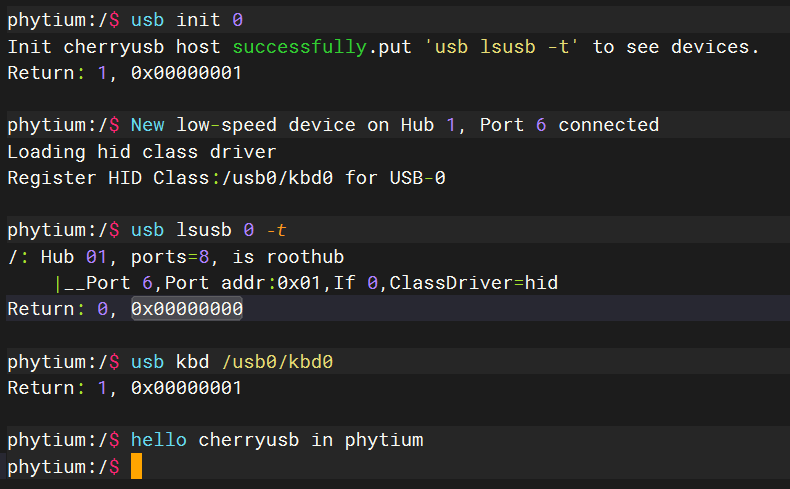 phytium:/$ usb init 0
Init cherryusb host successfully.put 'usb lsusb -t' to see devices.
Return: 1, 0x00000001
phytium:/$ New low-speed device on Hub 1, Port 6 connected
Loading hid class driver
Register HID Class:/usb0/kbd0 for USB-0
phytium:/$ usb lsusb 0 -t
/: Hub 01, ports=8, is roothub
|__Port 6,Port addr:0x01,If 0,ClassDriver=hid
Return: 0, 0x00000000
phytium:/$ usb kbd /usb0/kbd0
Return: 1, 0x00000001
phytium:/$ hello cherryusb in phytium
phytium:/$